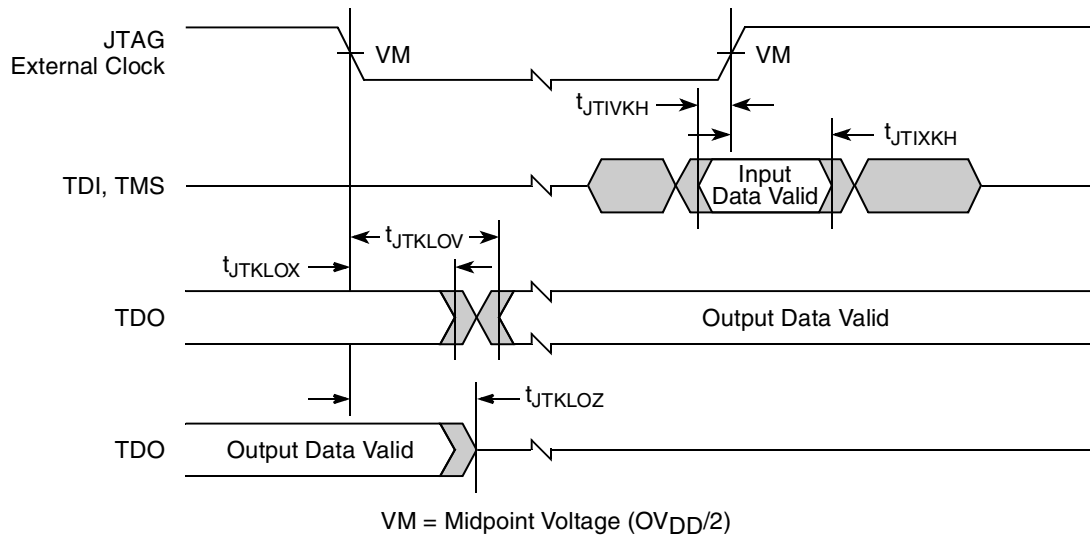 JTAG
External Clock
VM
VM
tJTIVKH
tJTIXKH
TDI, TMS
Input
Data Valid
tJTKLOV
tJTKLOX
TDO
Output Data Valid
tJTKLOZ
TDO
Output Data Valid
VM = Midpoint Voltage (OVDD/2)